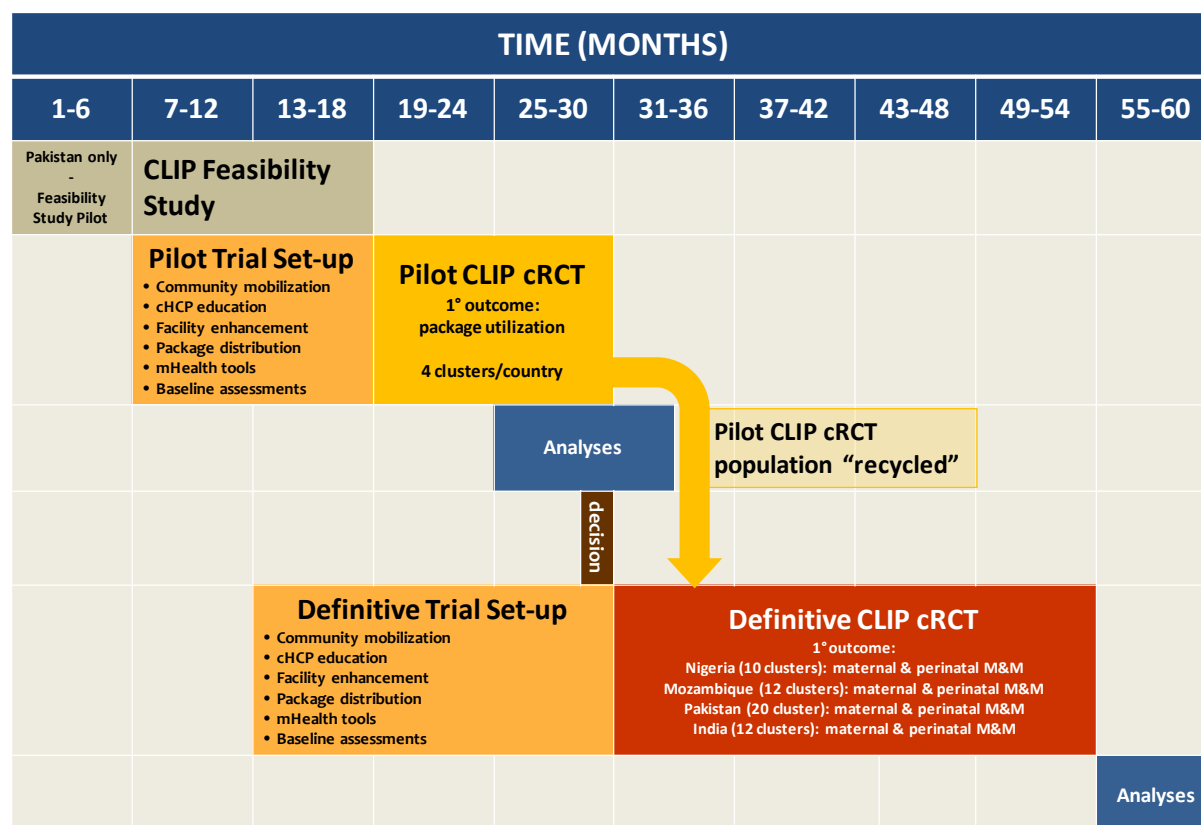 TIME (MONTHS)
1-6
7-12
13-18
19-24
25-30
31-36
37-42
43-48
49-54
55-60
Pakistan only
-
Feasibility
Study Pilot
CLIP Feasibility
Study
Pilot Trial Set-up
• Community mobilization
• cHCP education
• Facility enhancement
• Package distribution
• mHealth tools
• Baseline assessments
Pilot CLIP cRCT
1° outcome:
package utilization
4 clusters/country
Analyses
Pilot CLIP cRCT
population “recycled”
decision
Definitive Trial Set-up
• Community mobilization
• cHCP education
• Facility enhancement
• Package distribution
• mHealth tools
• Baseline assessments
Definitive CLIP cRCT
1° outcome:
Nigeria (10 clusters): maternal & perinatal M&M
Mozambique (12 clusters): maternal & perinatal M&M
Pakistan (20 cluster): maternal & perinatal M&M
India (12 clusters): maternal & perinatal M&M
Analyses